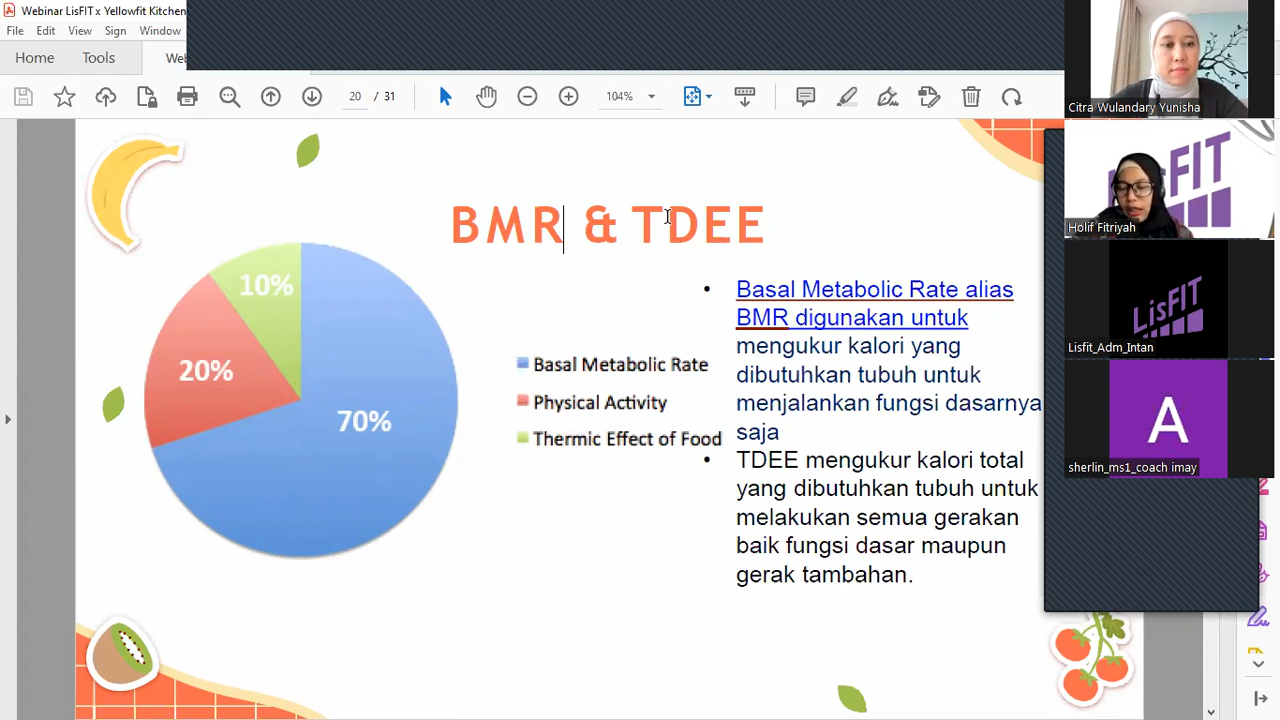 Webinar LisFIT x Yellowfit Kitchen
File Edit View Sign Window
Home Tools Web
20 / 31
104%
BMR & TDEE
10%
20%
70%
Basal Metabolic Rate
Physical Activity
Thermic Effect of Food
• Basal Metabolic Rate alias
BMR digunakan untuk
mengukur kalori yang
dibutuhkan tubuh untuk
menjalankan fungsi dasarnya
saja
• TDEE mengukur kalori total
yang dibutuhkan tubuh untuk
melakukan semua gerakan
baik fungsi dasar maupun
gerak tambahan.
Citra Wulandary Yunisha
FIT
Holif Fitriyah
LisFIT
Lisfit_Adm_Intan
A
sherlin_ms1_coach imay